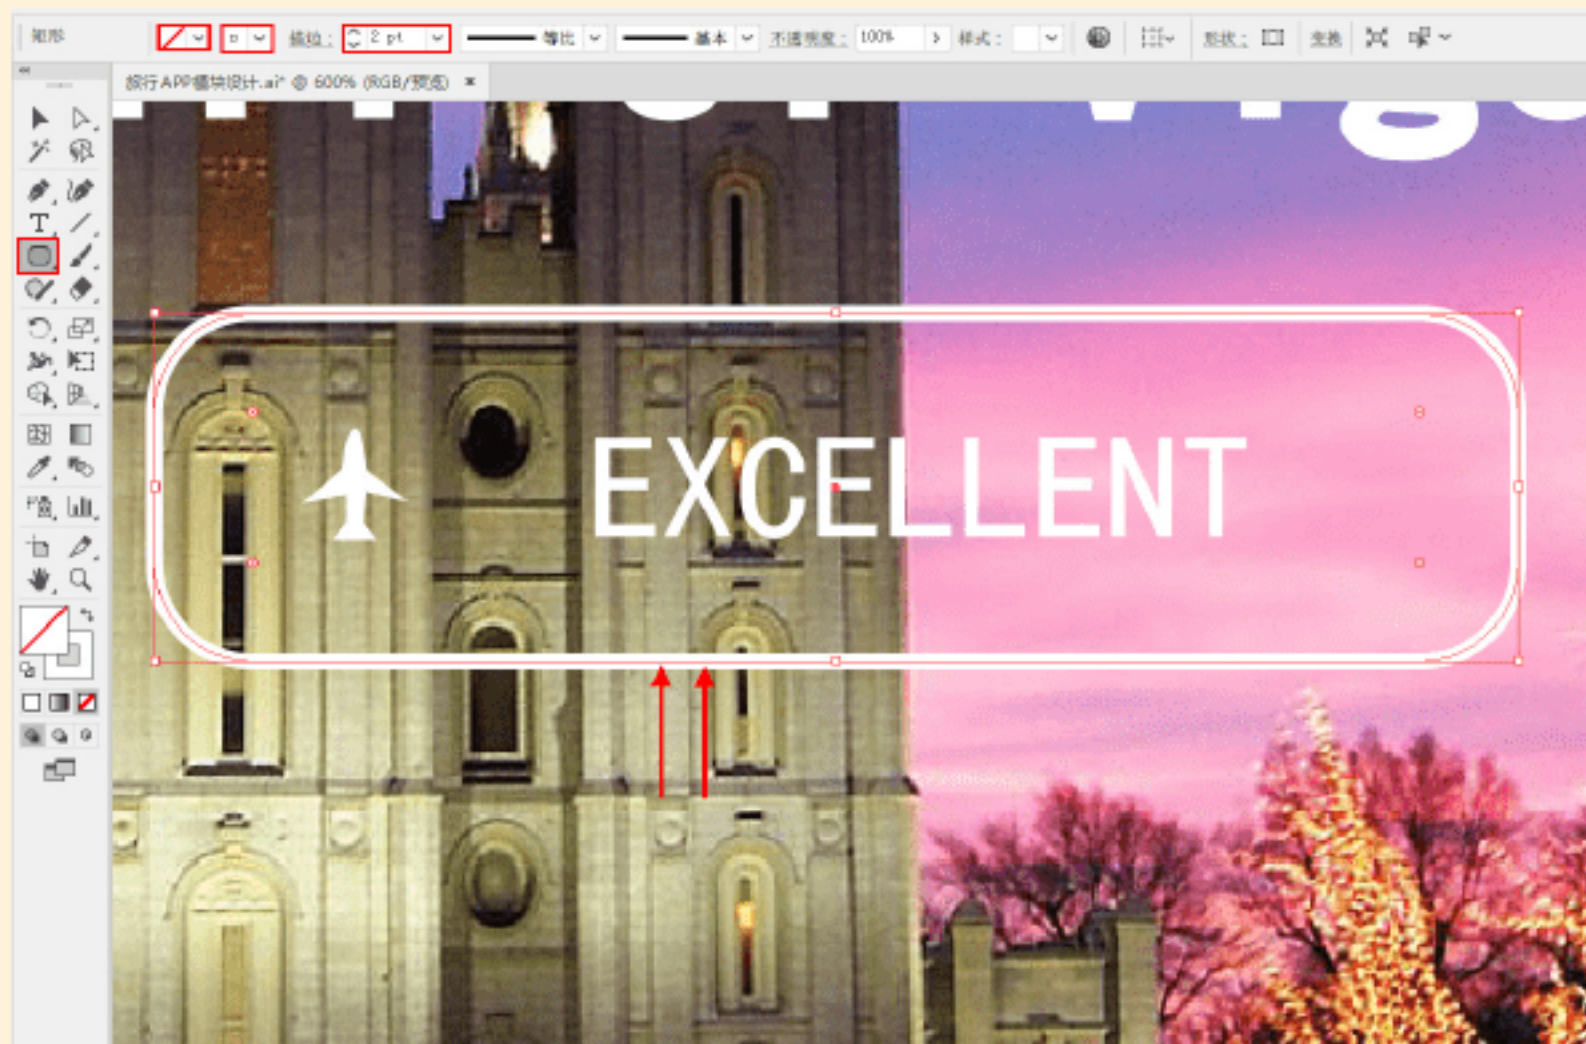 矩形 描边： 2 pt 等比 基本 不透明度： 100% 样式： 形状： 变换
旅行APP模块设计.ai* @ 600% (RGB/预览) ×
EXCELLENT